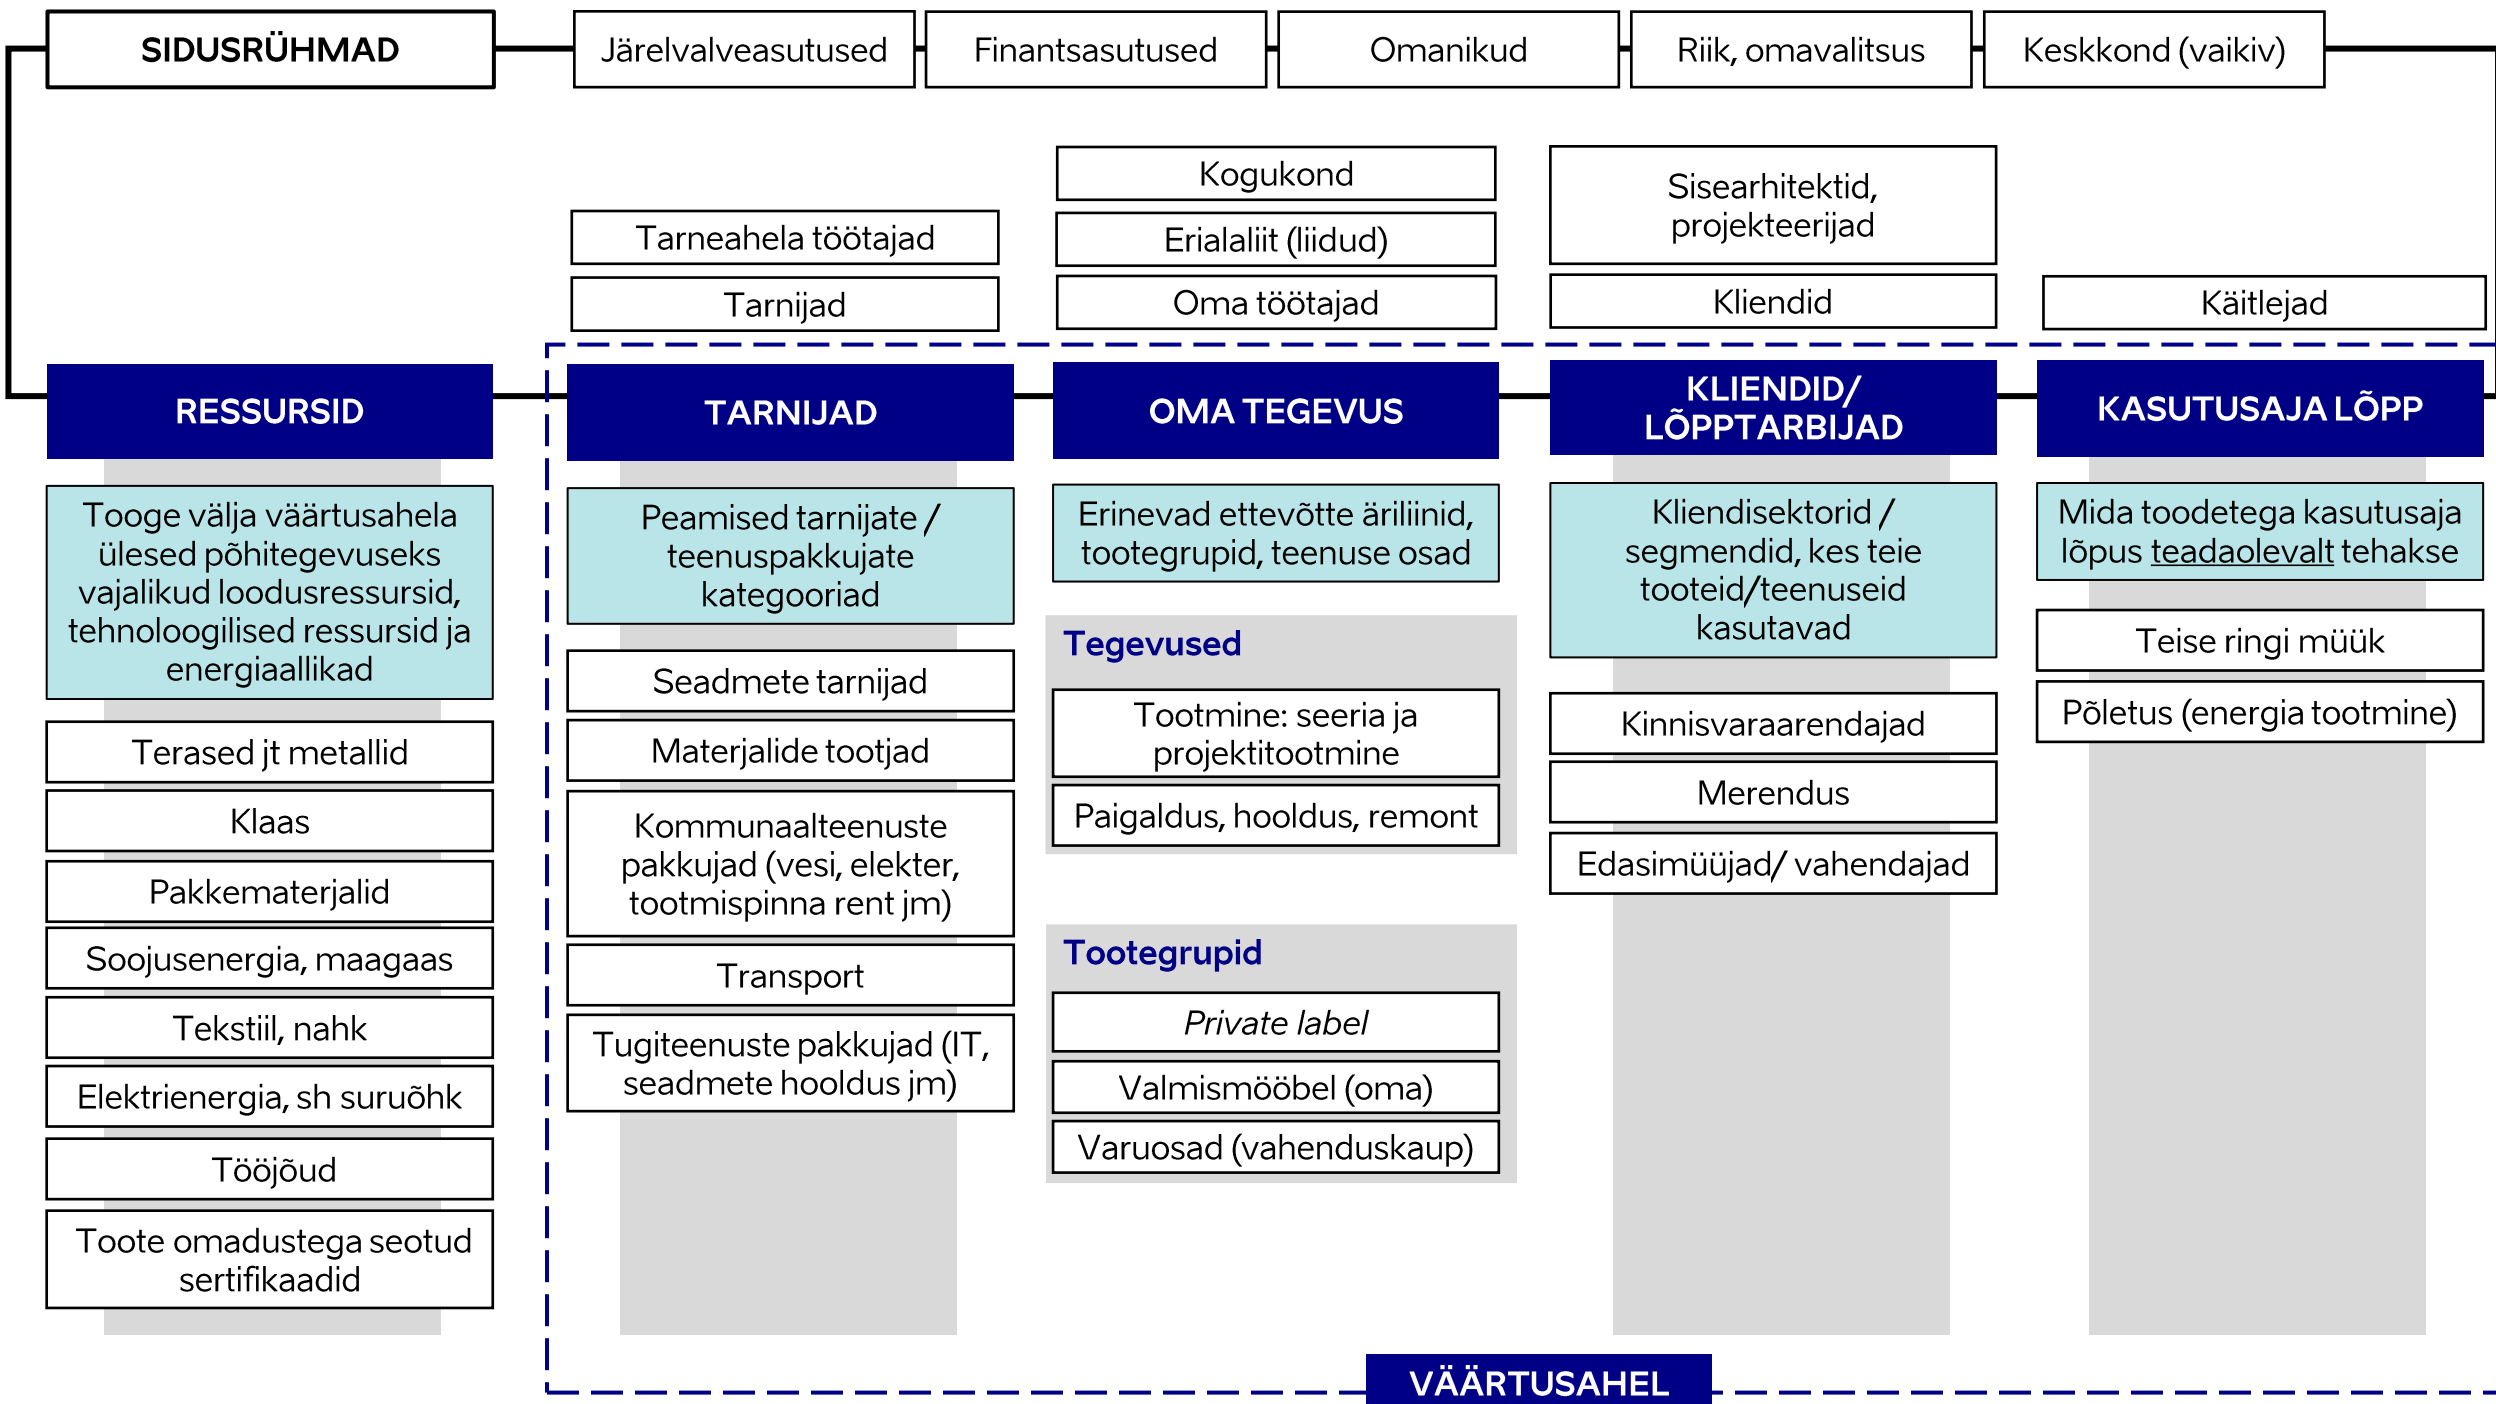 SIDUSRÜHMAD
Järelvalveasutused
Finantsasutused
Omanikud
Riik, omavalitsus
Keskkond (vaikiv)
Tarneahela töötajad
Tarnijad
Kogukond
Erialaliit (liidud)
Oma töötajad
Sisearhitektid,
projekteerijad
Kliendid
Käitlejad
RESSURSID
Tooge välja väärtusahela
ülesed põhitegevuseks
vajalikud loodusressursid,
tehnoloogilised ressursid ja
energiaallikad
Terased jt metallid
Klaas
Pakkematerjalid
Soojusenergia, maagaas
Tekstiil, nahk
Elektrienergia, sh suruõhk
Tööjõud
Toote omadustega seotud
sertifikaadid
TARNIJAD
Peamised tarnijate /
teenuspakkujate
kategooriad
Seadmete tarnijad
Materjalide tootjad
Kommunaalteenuste
pakkujad (vesi, elekter,
tootmispinna rent jm)
Transport
Tugiteenuste pakkujad (IT,
seadmete hooldus jm)
OMA TEGEVUS
Erinevad ettevõtte äriliinid,
tootegrupid, teenuse osad
Tegevused
Tootmine: seeria ja
projektitootmine
Paigaldus, hooldus, remont
Tootegrupid
Private label
Valmismööbel (oma)
Varuosad (vahenduskaup)
KLIENDID/
LÕPPTARBIJAD
Kliendisektorid /
segmendid, kes teie
tooteid/teenuseid
kasutavad
Kinnisvaraarendajad
Merendus
Edasimüüjad/ vahendajad
KASUTUSAJA LÕPP
Mida toodetega kasutusaja
lõpus teadaolevalt tehakse
Teise ringi müük
Põletus (energia tootmine)
VÄÄRTUSAHEL